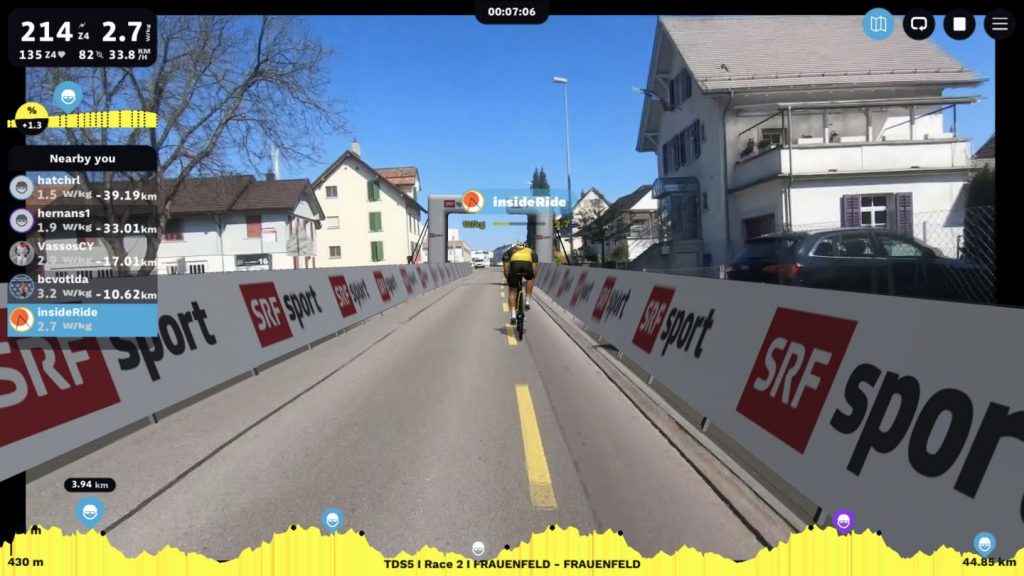 00:07:06
214 Z4 2.7 W/kg
135 Z4 82 33.8 KM/H
%
+1.3
Nearby you
hatchrl
1.5 W/kg -39.19km
hernans1
1.9 W/kg -33.01km
VassosCY
2.9 W/kg -17.01km
bcvotlda
3.2 W/kg -10.62km
insideRide
2.7 W/kg
insideRide
W/kg
SRF sport
SRF sport
SRF sport
SRF sport
SRF sport
SRF spor
3.94 km
430 m
TDS5 I Race 2 I FRAUENFELD - FRAUENFELD
44.85 km